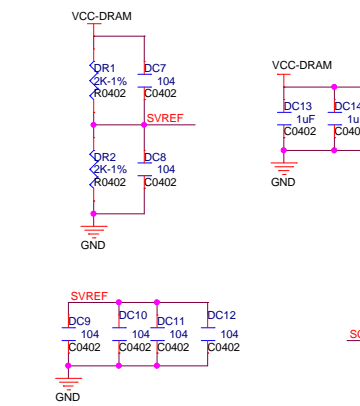 VCC-DRAM
DR1
2K-1%
R0402
DC7
104
C0402
SVREF
DR2
2K-1%
R0402
DC8
104
C0402
GND
VCC-DRAM
DC13
1uF
C0402
DC14
GND
SVREF
DC9
104
C0402
DC10
104
C0402
DC11
104
C0402
DC12
104
C0402
GND